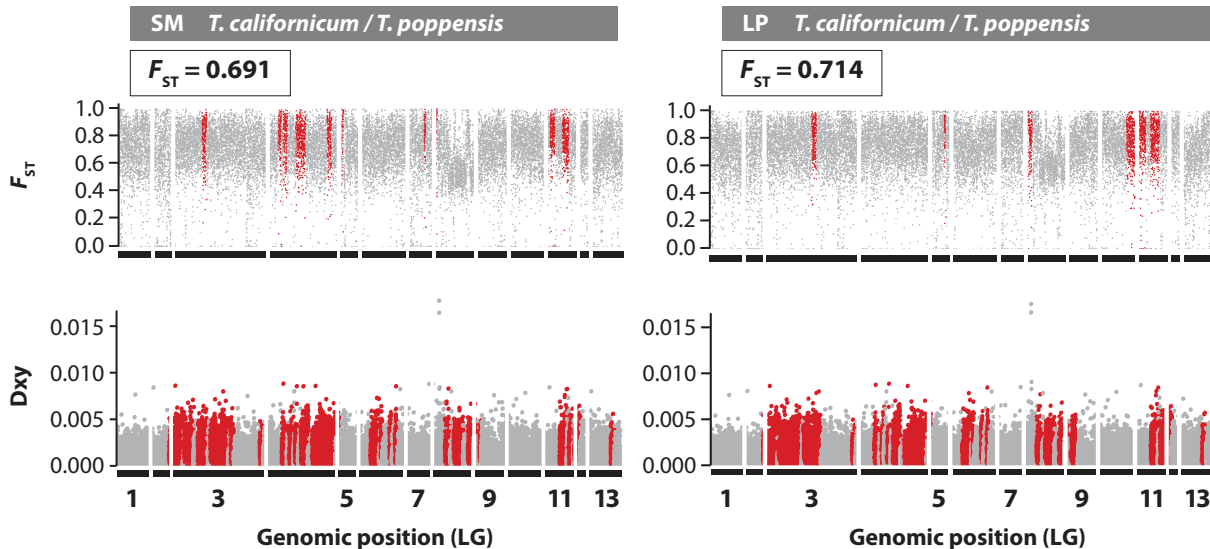 SM T. californicum / T. poppensis
FST = 0.691
1.0
0.8
0.6
0.4
0.2
0.0
FST
LP T. californicum / T. poppensis
FST = 0.714
1.0
0.8
0.6
0.4
0.2
0.0
0.015
0.010
0.005
0.000
Dxy
1 3 5 7 9 11 13
Genomic position (LG)
0.015
0.010
0.005
0.000
1 3 5 7 9 11 13
Genomic position (LG)